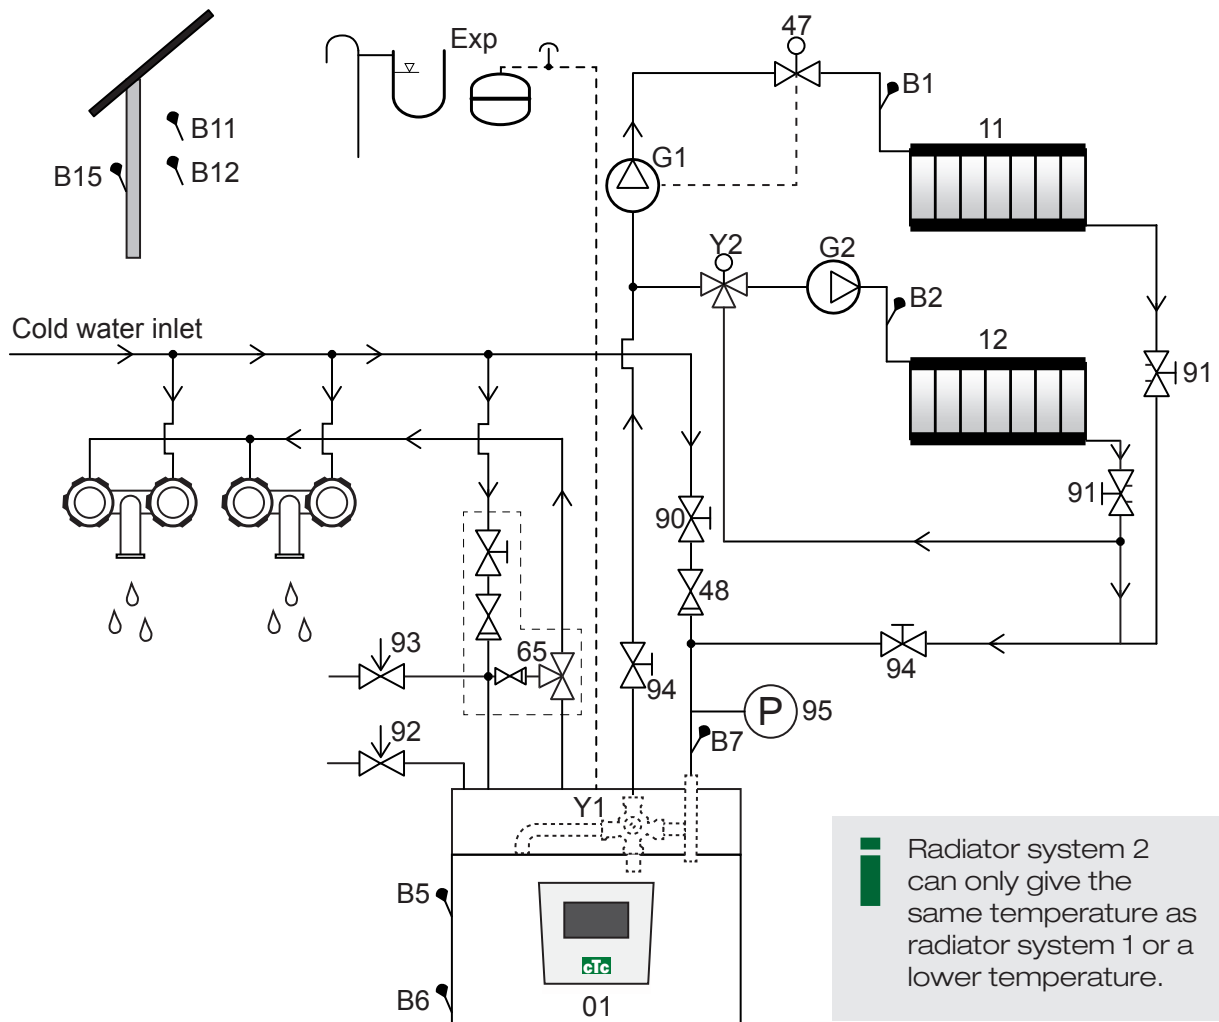 47
Exp
B1
B11
11
B15
B12
G1
Y2
G2
B2
Cold water inlet
12
91
91
90
48
93
65
94
94
P
95
92
B7
Y1
B5
cTc
B6
01
i
Radiator system 2
can only give the
same temperature as
radiator system 1 or a
lower temperature.